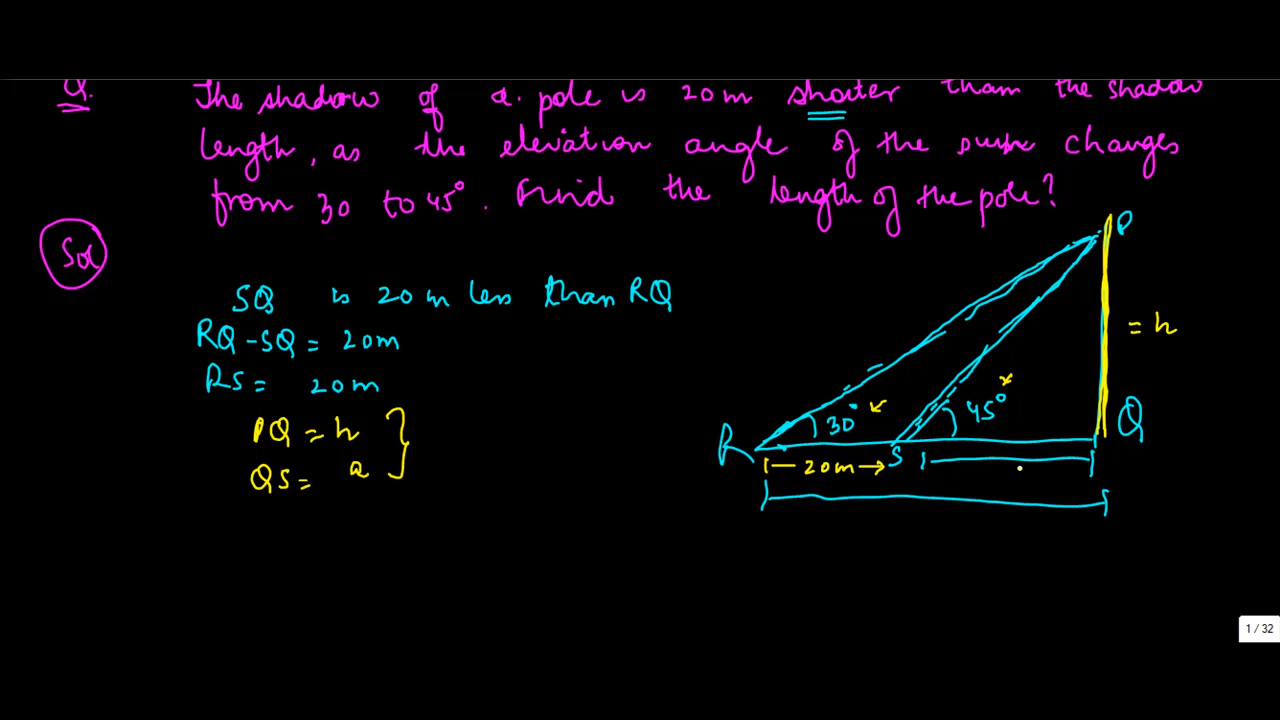 Q. The shadow of a. pole is 20m shorter than the shadow
length, as the elevation angle of the sun changes
from 30 to 45°. Find the length of the pole?
Sol
SQ is 20m less than RQ
RQ - SQ = 20m
RS = 20m
PQ = h
QS = a
P
= h
Q
30°
45°
R
20m
S
1 / 32